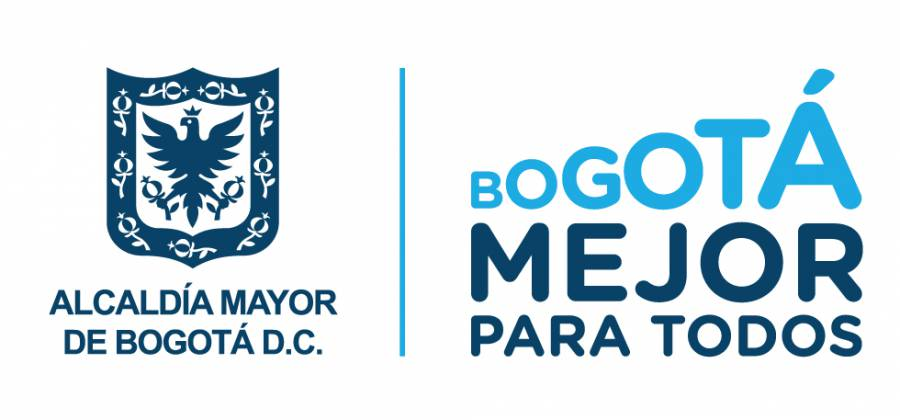 ALCALDÍA MAYOR
DE BOGOTÁ D.C.
BOGOTÁ
MEJOR
PARA TODOS